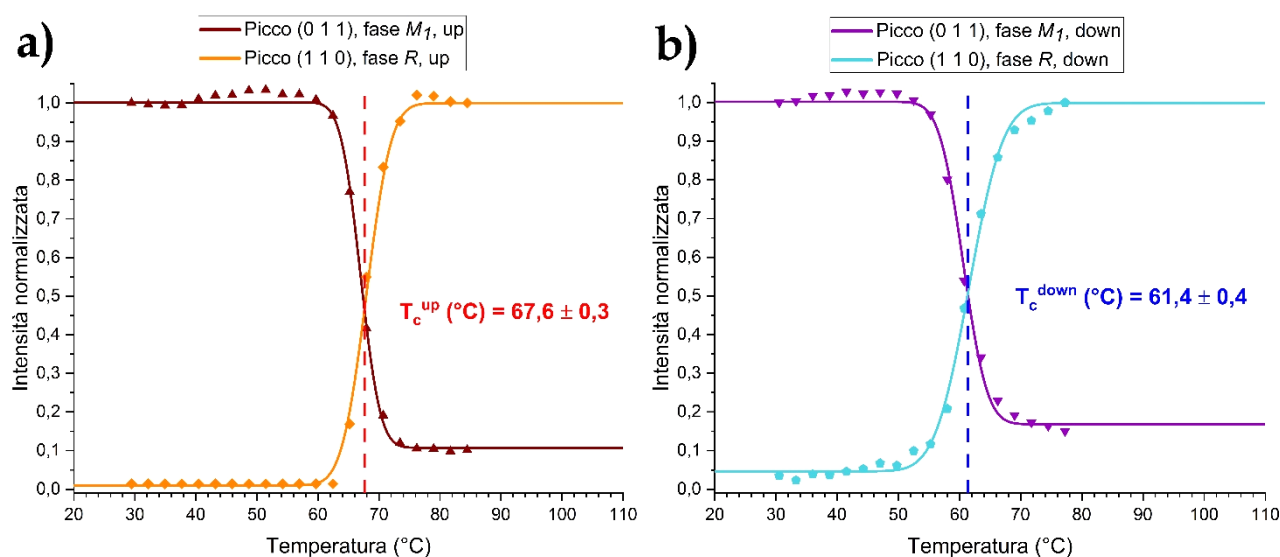 a)
Picco (0 1 1), fase M1, up
Picco (1 1 0), fase R, up
Intensità normalizzata
1,0
0,9
0,8
0,7
0,6
0,5
0,4
0,3
0,2
0,1
0,0
Tc^up (°C) = 67,6 ± 0,3
20 30 40 50 60 70 80 90 100 110
Temperatura (°C)
b)
Picco (0 1 1), fase M1, down
Picco (1 1 0), fase R, down
Intensità normalizzata
1,0
0,9
0,8
0,7
0,6
0,5
0,4
0,3
0,2
0,1
0,0
Tc^down (°C) = 61,4 ± 0,4
20 30 40 50 60 70 80 90 100 110
Temperatura (°C)